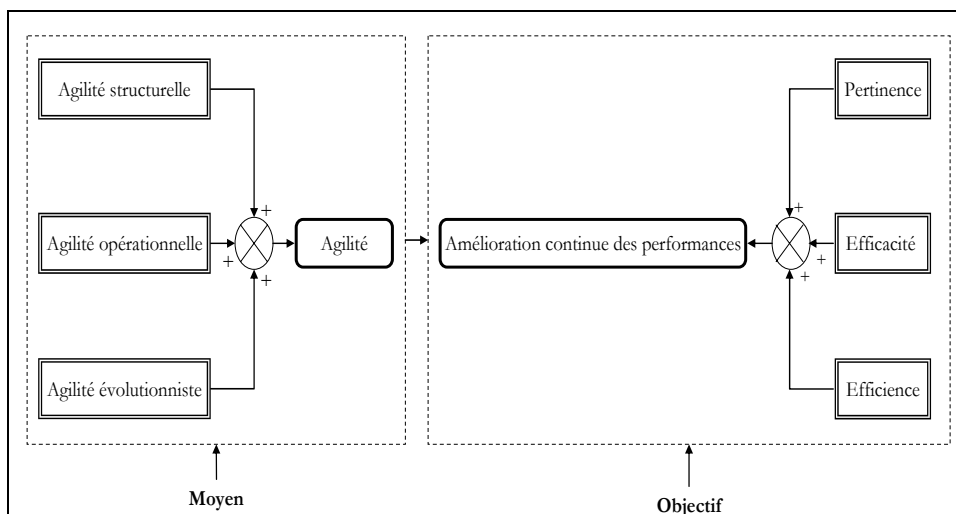 Agilité structurelle
Pertinence
+
+
Agilité opérationnelle
Agilité
Amélioration continue des performances
Efficacité
+
+
+
+
Agilité évolutionniste
Efficience
Moyen
Objectif